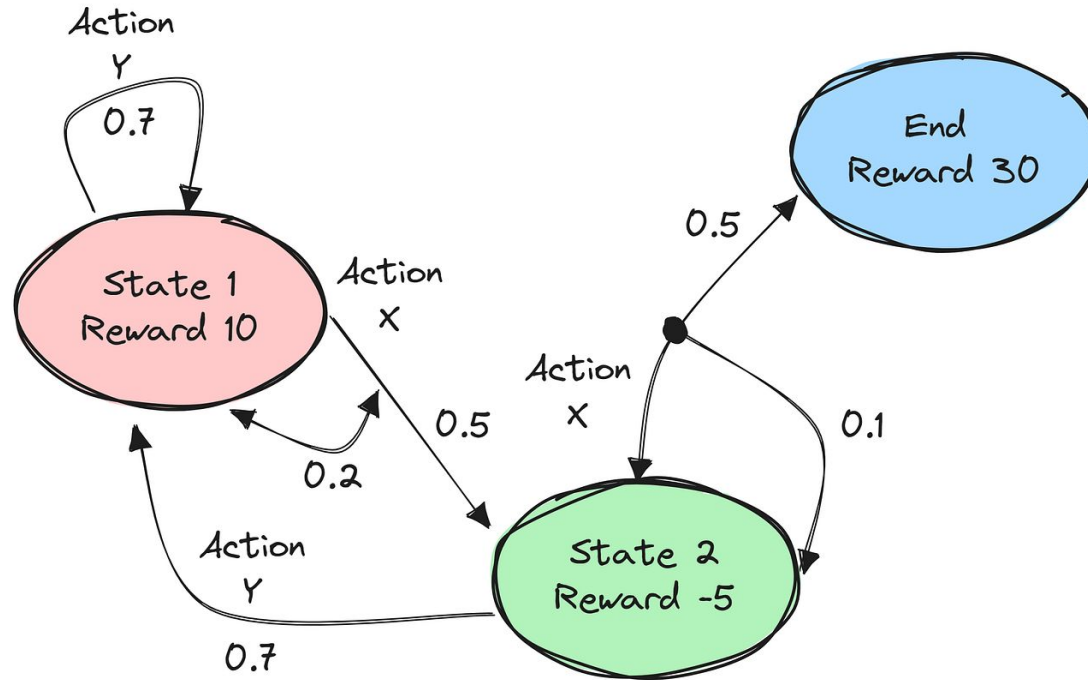 Action
Y
0.7
State 1
Reward 10
Action
X
0.5
0.2
Action
Y
0.7
End
Reward 30
0.5
Action
X
0.1
State 2
Reward -5